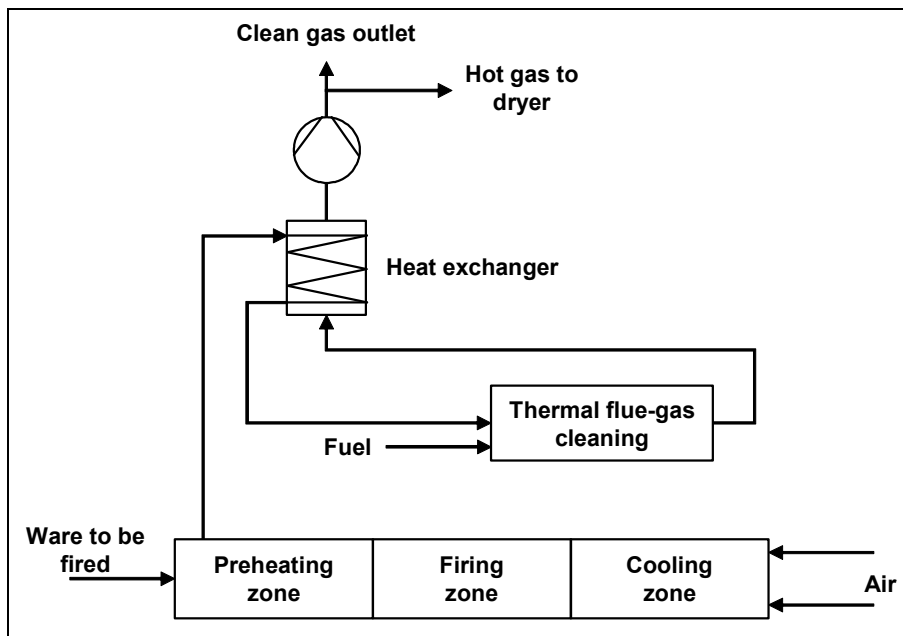 Clean gas outlet
Hot gas to
dryer
Heat exchanger
Thermal flue-gas
cleaning
Fuel
Ware to be
fired
Preheating
zone
Firing
zone
Cooling
zone
Air